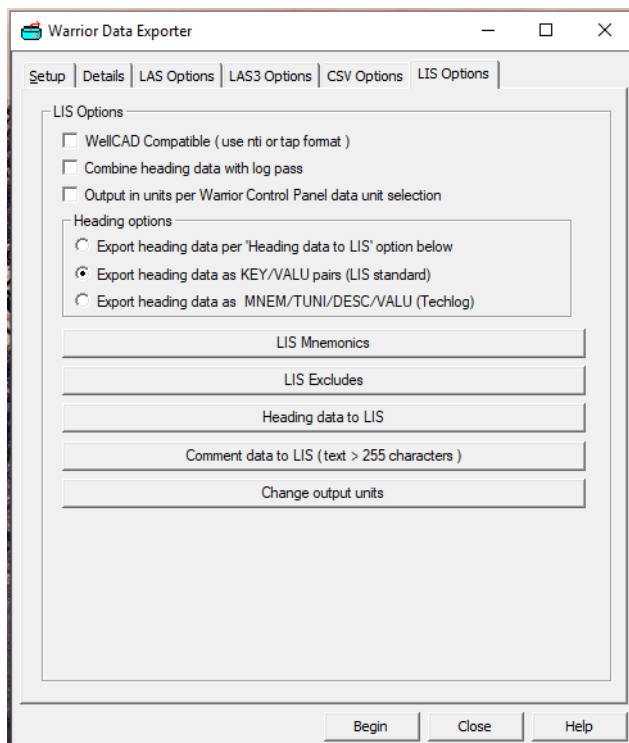 Warrior Data Exporter
Setup Details LAS Options LAS3 Options CSV Options LIS Options
LIS Options
WellCAD Compatible ( use nti or tap format )
Combine heading data with log pass
Output in units per Warrior Control Panel data unit selection
Heading options
Export heading data per 'Heading data to LIS' option below
Export heading data as KEY/VALU pairs (LIS standard)
Export heading data as MNEM/TUNI/DESC/VALU (Techlog)
LIS Mnemonics
LIS Excludes
Heading data to LIS
Comment data to LIS ( text > 255 characters )
Change output units
Begin Close Help